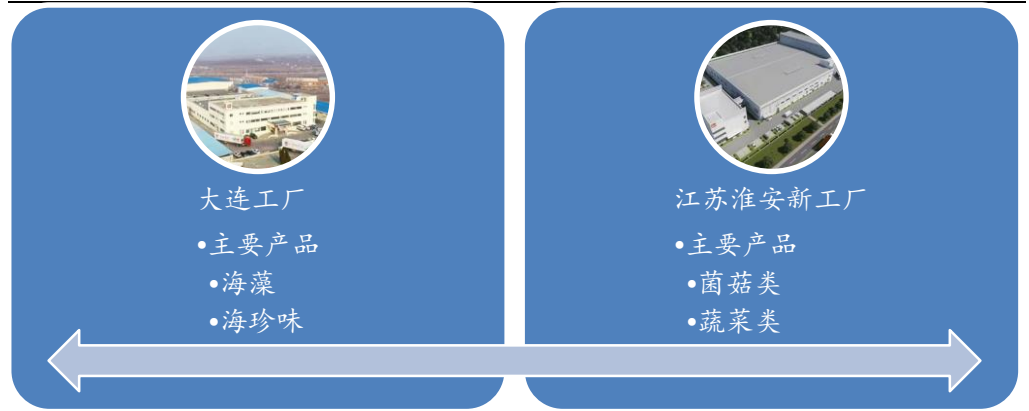 大连工厂
•主要产品
•海藻
•海珍味
江苏淮安新工厂
•主要产品
•菌菇类
•蔬菜类